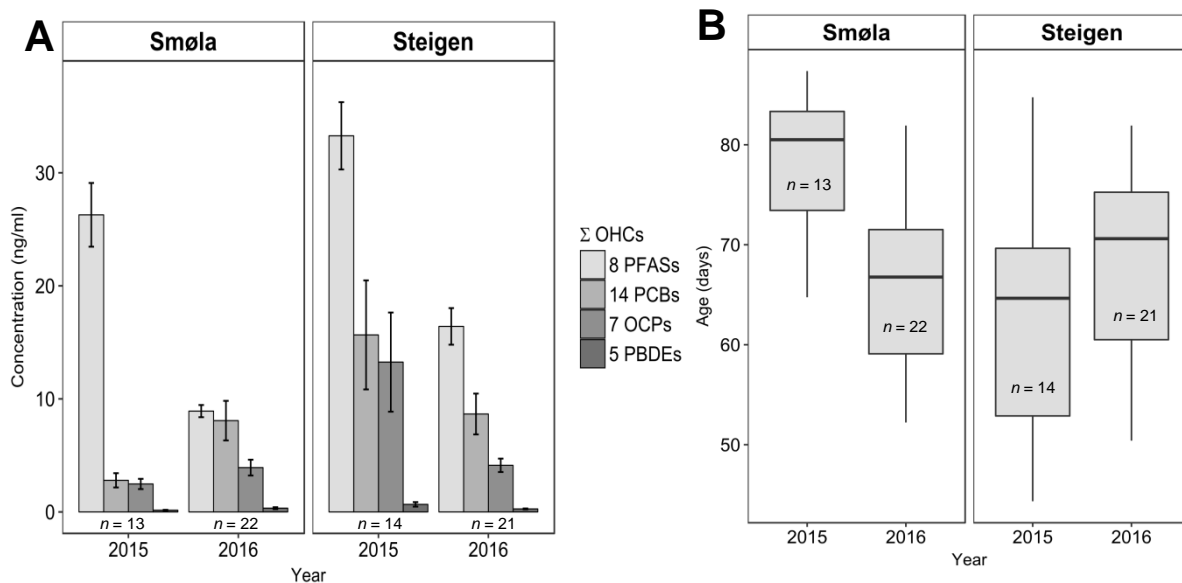 A
Smøla
Steigen
Concentration (ng/ml)
30
20
10
0
n = 13
n = 22
n = 14
n = 21
2015
2016
2015
2016
Year
Σ OHCs
8 PFASs
14 PCBs
7 OCPs
5 PBDEs
B
Smøla
Steigen
Age (days)
80
70
60
50
n = 13
n = 22
n = 14
n = 21
2015
2016
2015
2016
Year